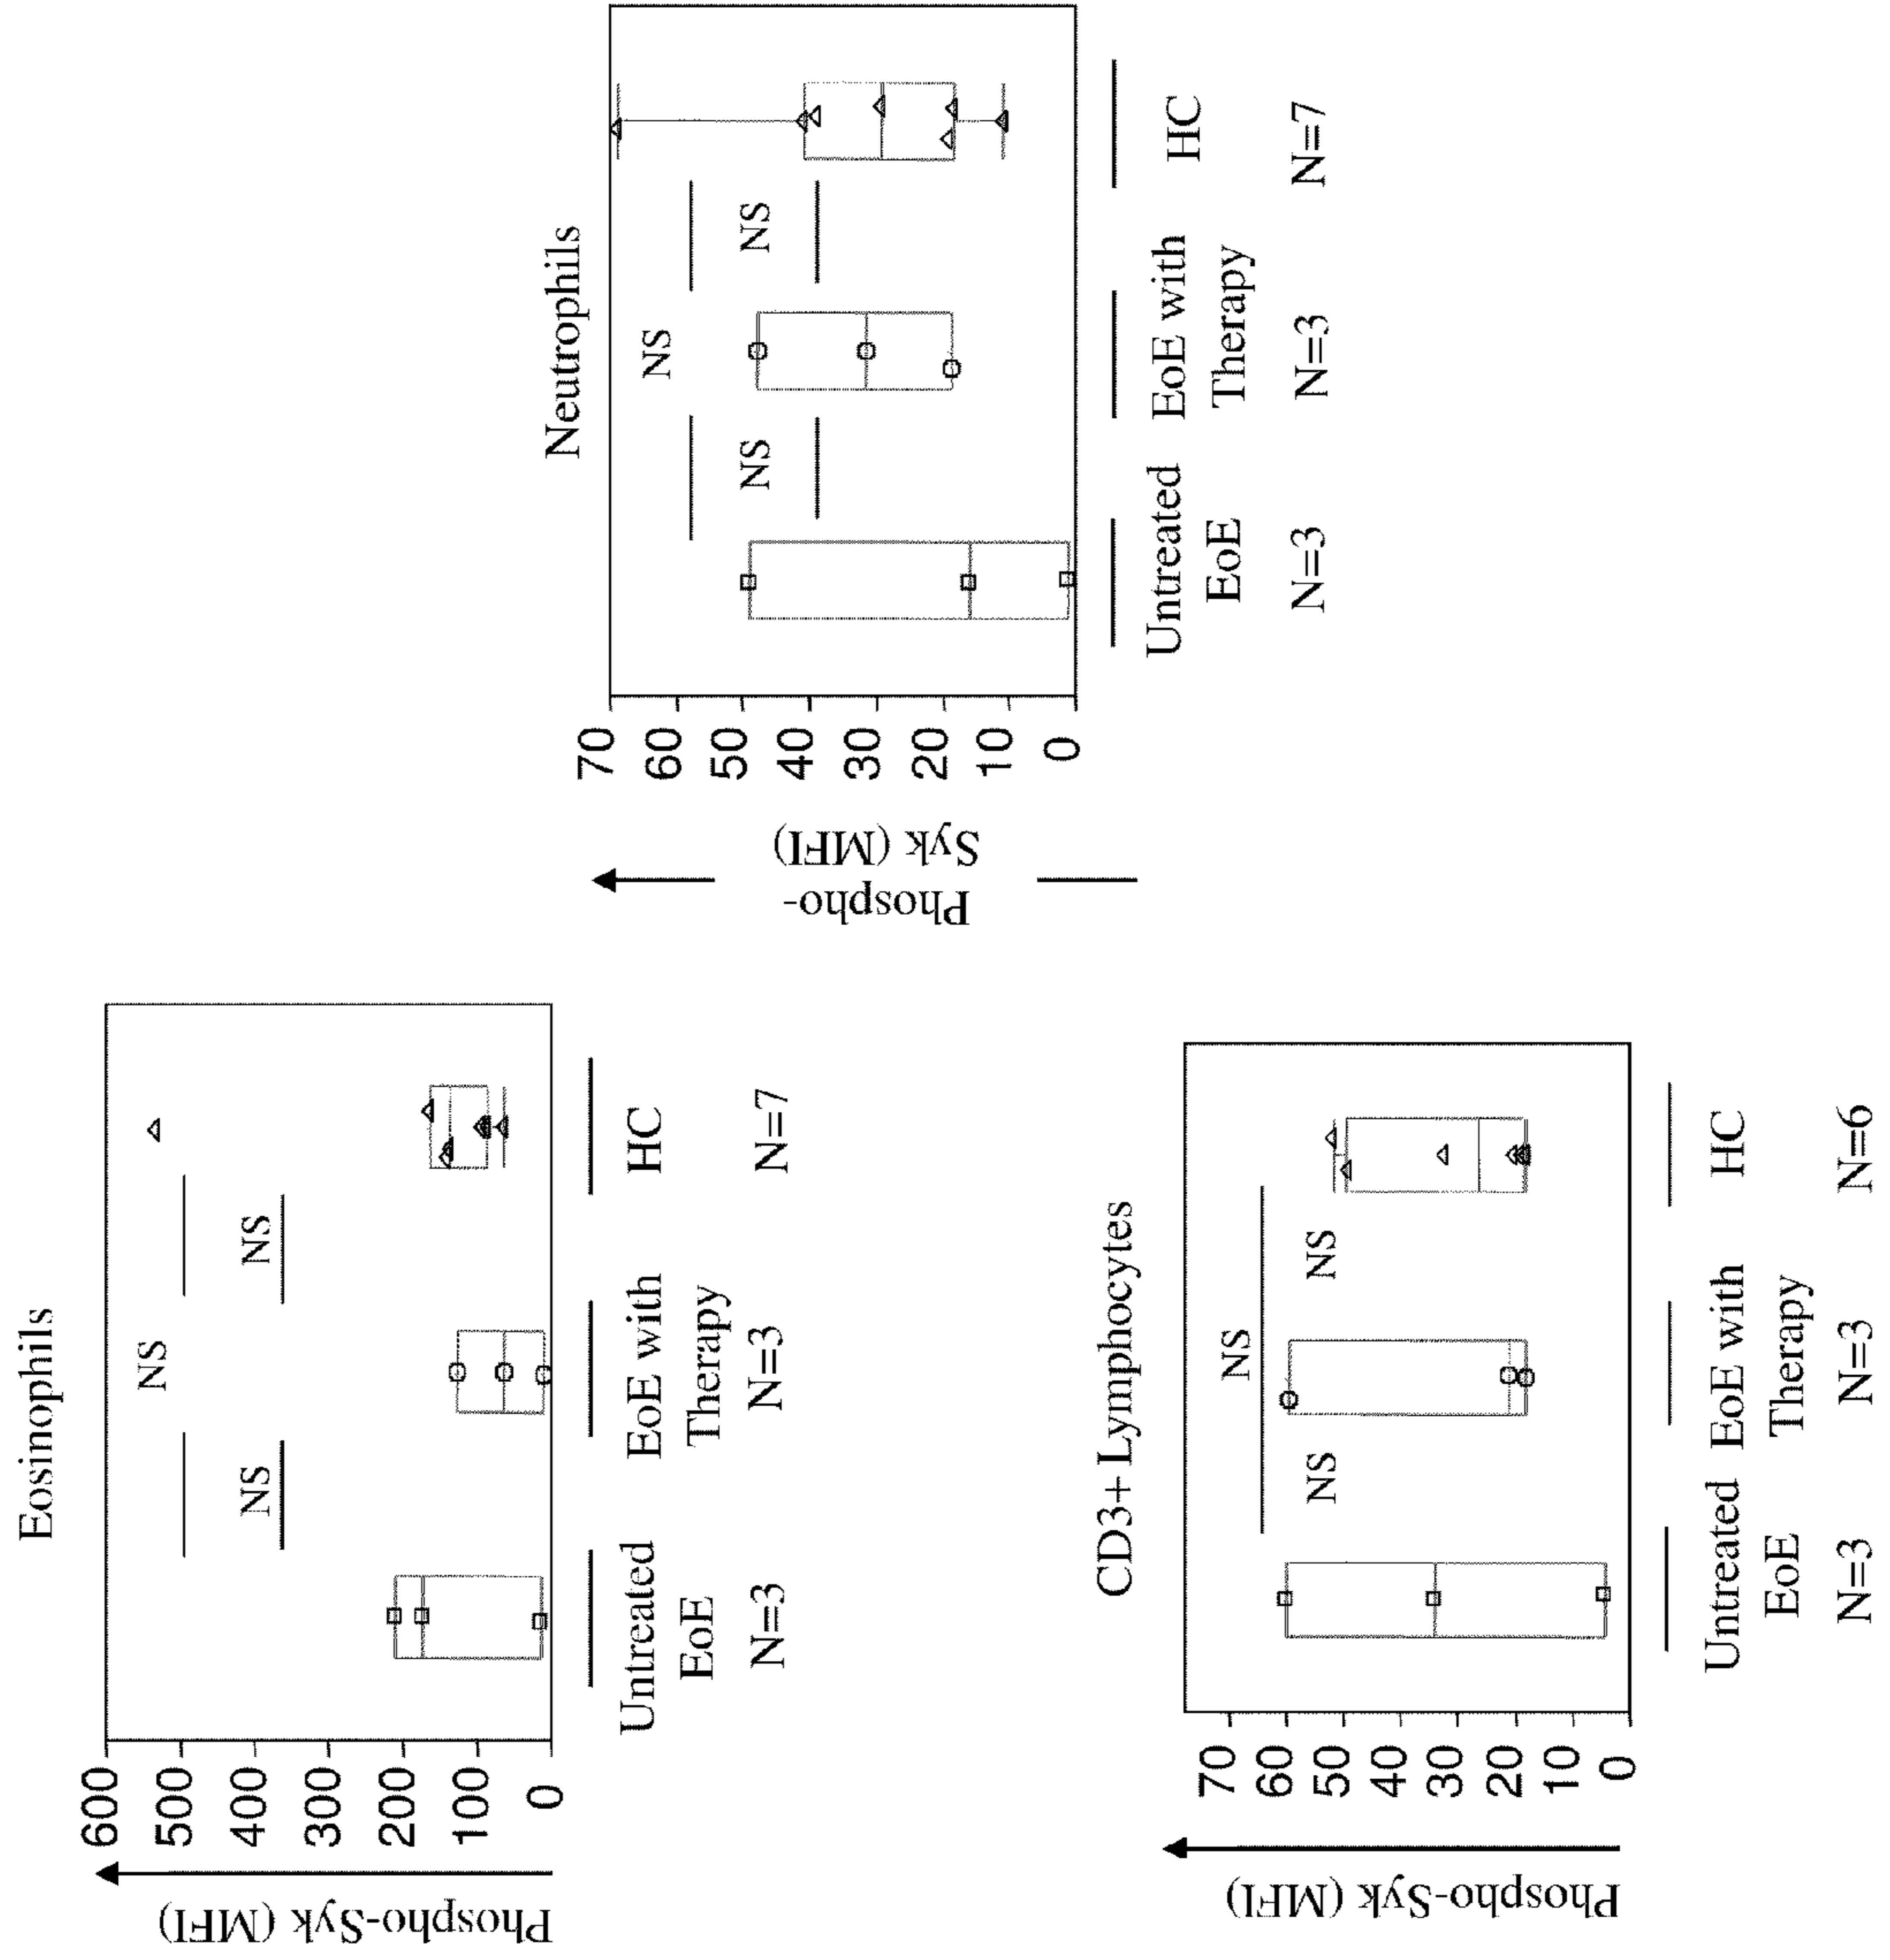 Eosinophils
Phospho-Syk (MFI)
600
500
400
300
200
100
0
NS
NS
NS
Untreated
EoE
N=3
EoE with
Therapy
N=3
HC
N=7
Neutrophils
Phospho-
Syk (MFI)
70
60
50
40
30
20
10
0
NS
NS
NS
Untreated
EoE
N=3
EoE with
Therapy
N=3
HC
N=7
CD3+ Lymphocytes
Phospho-Syk (MFI)
70
60
50
40
30
20
10
0
NS
NS
NS
Untreated
EoE
N=3
EoE with
Therapy
N=3
HC
N=6